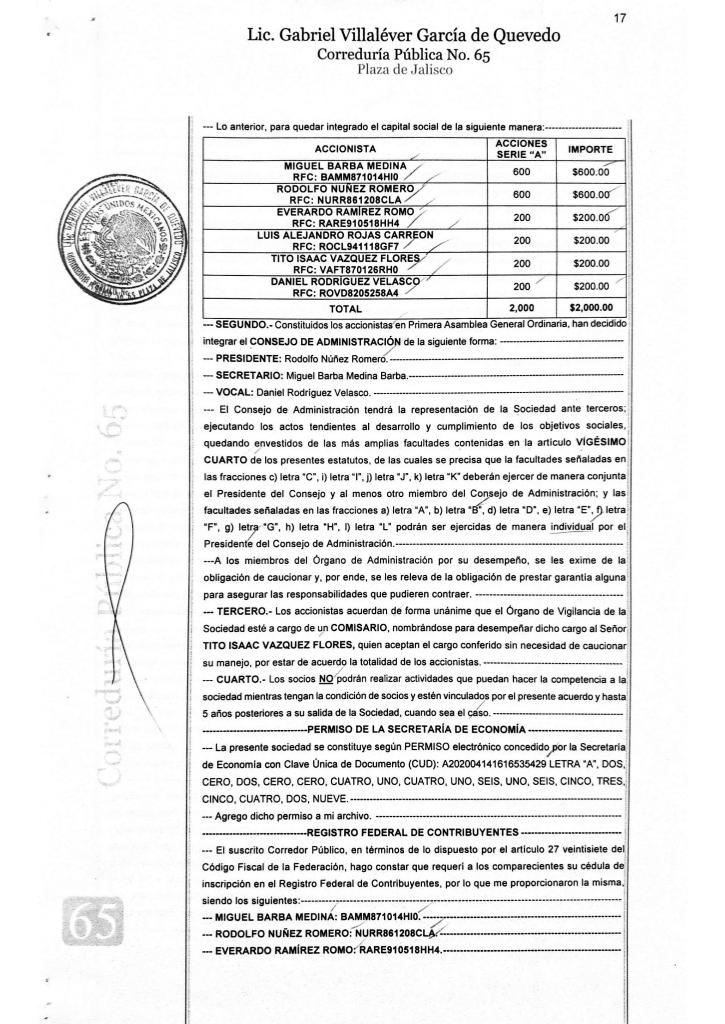 17
Lic. Gabriel Villaléver García de Quevedo
Correduría Pública No. 65
Plaza de Jalisco
--- Lo anterior, para quedar integrado el capital social de la siguiente manera:----------------------
ACCIONISTA ACCIONES SERIE "A" IMPORTE
MIGUEL BARBA MEDINA
RFC: BAMM871014HI0 600 $600.00
RODOLFO NUÑEZ ROMERO
RFC: NURR861208CLA 600 $600.00
EVERARDO RAMÍREZ ROMO
RFC: RARE910518HH4 200 $200.00
LUIS ALEJANDRO ROJAS CARREON
RFC: ROCL941118GF7 200 $200.00
TITO ISAAC VAZQUEZ FLORES
RFC: VAFT870126RH0 200 $200.00
DANIEL RODRÍGUEZ VELASCO
RFC: ROVD8205258A4 200 $200.00
TOTAL 2,000 $2,000.00
--- SEGUNDO.- Constituidos los accionistas en Primera Asamblea General Ordinaria, han decidido
integrar el CONSEJO DE ADMINISTRACIÓN de la siguiente forma: ----------------------------
--- PRESIDENTE: Rodolfo Núñez Romero.----------------------------------------------------
--- SECRETARIO: Miguel Barba Medina Barba.------------------------------------------------
--- VOCAL: Daniel Rodríguez Velasco. --------------------------------------------------------
--- El Consejo de Administración tendrá la representación de la Sociedad ante terceros;
ejecutando los actos tendientes al desarrollo y cumplimiento de los objetivos sociales,
quedando envestidos de las más amplias facultades contenidas en la articulo VIGÉSIMO
CUARTO de los presentes estatutos, de las cuales se precisa que la facultades señaladas en
las fracciones c) letra "C", i) letra "I", j) letra "J", k) letra "K" deberán ejercer de manera conjunta
el Presidente del Consejo y al menos otro miembro del Consejo de Administración; y las
facultades señaladas en las fracciones a) letra "A", b) letra "B", d) letra "D", e) letra "E", f) letra
"F", g) letra "G", h) letra "H", l) letra "L" podrán ser ejercidas de manera individual por el
Presidente del Consejo de Administración.----------------------------------------------------
---A los miembros del Órgano de Administración por su desempeño, se les exime de la
obligación de caucionar y, por ende, se les releva de la obligación de prestar garantía alguna
para asegurar las responsabilidades que pudieren contraer. ----------------------------------
--- TERCERO.- Los accionistas acuerdan de forma unánime que el Órgano de Vigilancia de la
Sociedad esté a cargo de un COMISARIO, nombrándose para desempeñar dicho cargo al Señor
TITO ISAAC VAZQUEZ FLORES, quien aceptan el cargo conferido sin necesidad de caucionar
su manejo, por estar de acuerdo la totalidad de los accionistas. --------------------------------
--- CUARTO.- Los socios NO podrán realizar actividades que puedan hacer la competencia a la
sociedad mientras tengan la condición de socios y estén vinculados por el presente acuerdo y hasta
5 años posteriores a su salida de la Sociedad, cuando sea el caso. ------------------------------
------------------------PERMISO DE LA SECRETARÍA DE ECONOMÍA ----------------------
--- La presente sociedad se constituye según PERMISO electrónico concedido por la Secretaría
de Economía con Clave Única de Documento (CUD): A202004141616535429 LETRA "A", DOS,
CERO, DOS, CERO, CERO, CUATRO, UNO, CUATRO, UNO, SEIS, UNO, SEIS, CINCO, TRES,
CINCO, CUATRO, DOS, NUEVE.--------------------------------------------------------------
--- Agrego dicho permiso a mi archivo. --------------------------------------------------------
------------------------REGISTRO FEDERAL DE CONTRIBUYENTES ------------------------
--- El suscrito Corredor Público, en términos de lo dispuesto por el artículo 27 veintisiete del
Código Fiscal de la Federación, hago constar que requerí a los comparecientes su cédula de
inscripción en el Registro Federal de Contribuyentes, por lo que me proporcionaron la misma,
siendo los siguientes:--------------------------------------------------------------------------
--- MIGUEL BARBA MEDINA: BAMM871014HI0.----------------------------------------------
--- RODOLFO NUÑEZ ROMERO: NURR861208CLA.--------------------------------------------
--- EVERARDO RAMÍREZ ROMO: RARE910518HH4.------------------------------------------
Lic. GABRIEL VILLALÉVER GARCÍA DE QUEVEDO
ESTADOS UNIDOS MEXICANOS
PLAZA DE JALISCO
Correduría Pública No. 65
65